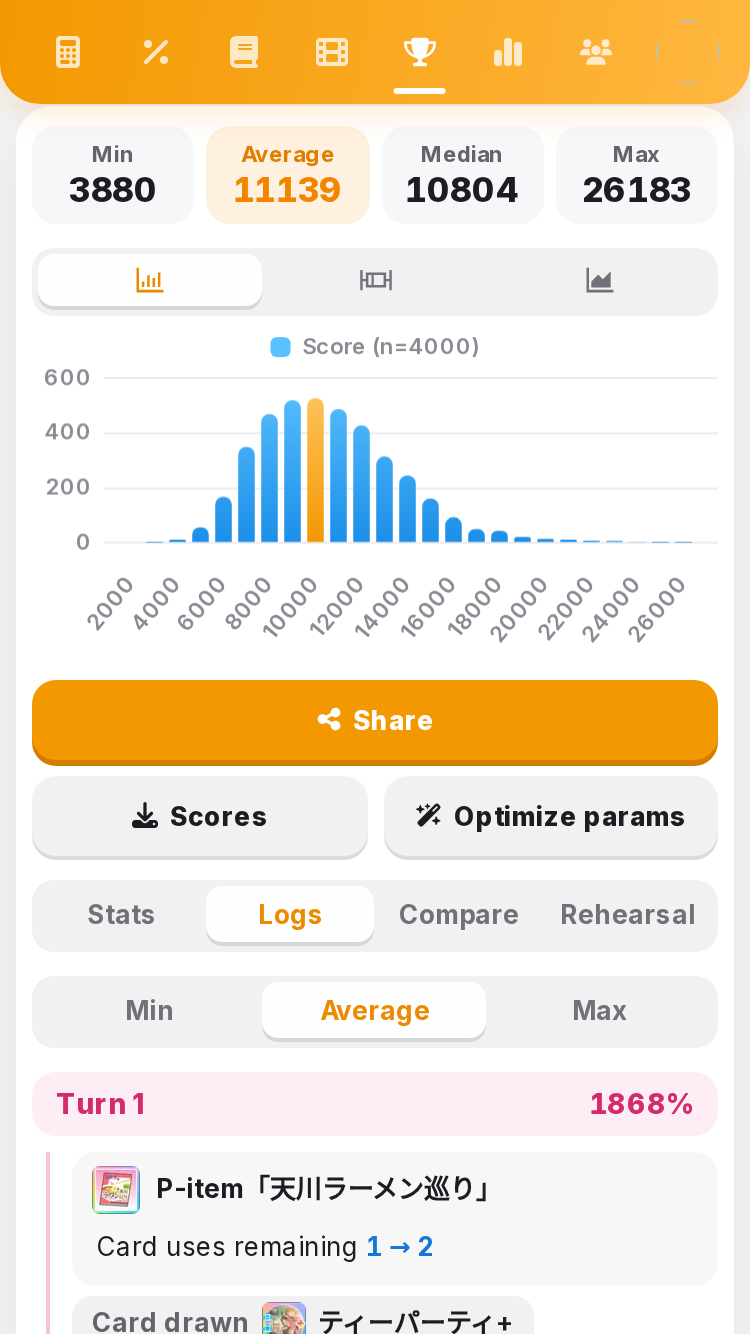 Min
3880
Average
11139
Median
10804
Max
26183
Score (n=4000)
600
400
200
0
2000
4000
6000
8000
10000
12000
14000
16000
18000
20000
22000
24000
26000
Share
Scores
Optimize params
Stats
Logs
Compare
Rehearsal
Min
Average
Max
Turn 1
1868%
P-item「天川ラーメン巡り」
Card uses remaining 1 → 2
Card drawn ティーパーティ+